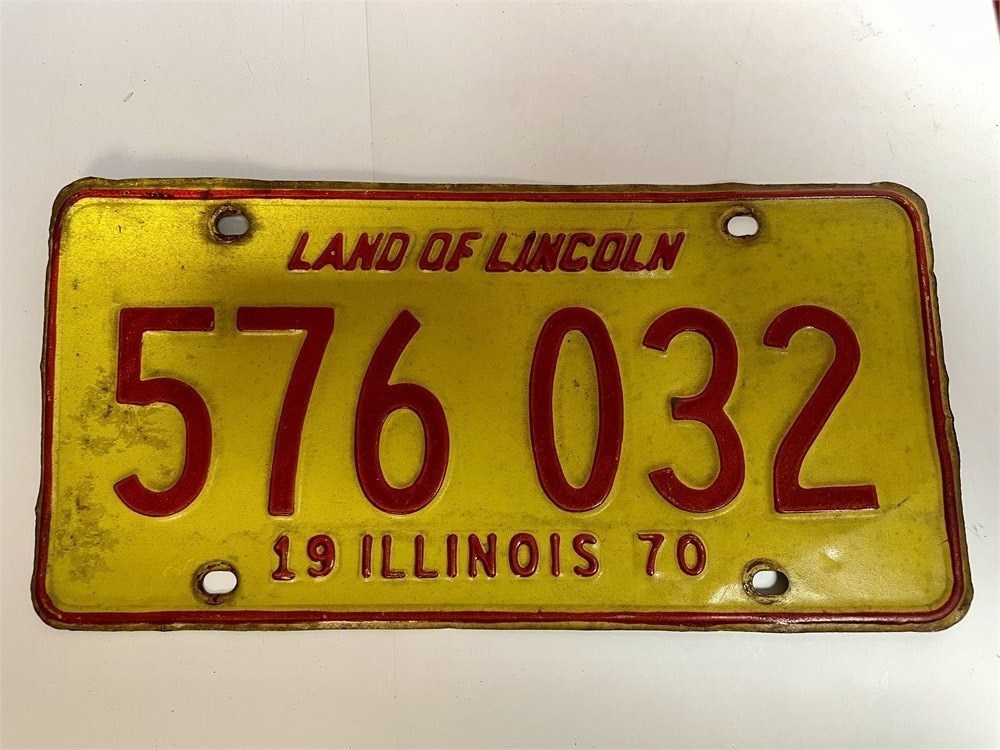 LAND OF LINCOLN
576 032
19 ILLINOIS 70